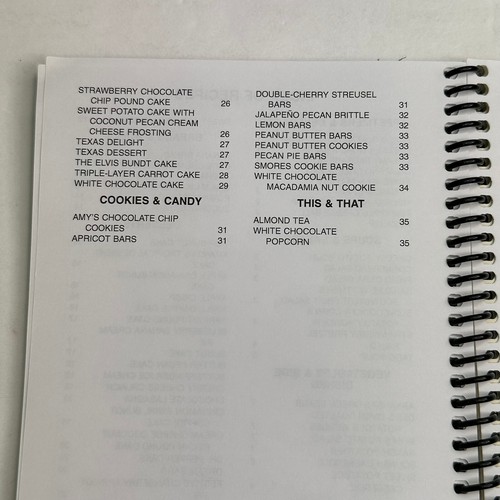 STRAWBERRY CHOCOLATE
CHIP POUND CAKE 26
SWEET POTATO CAKE WITH
COCONUT PECAN CREAM
CHEESE FROSTING 26
TEXAS DELIGHT 27
TEXAS DESSERT 27
THE ELVIS BUNDT CAKE 27
TRIPLE-LAYER CARROT CAKE 28
WHITE CHOCOLATE CAKE 29
COOKIES & CANDY
AMY'S CHOCOLATE CHIP
COOKIES 31
APRICOT BARS 31
DOUBLE-CHERRY STREUSEL
BARS 31
JALAPEÑO PECAN BRITTLE 32
LEMON BARS 32
PEANUT BUTTER BARS 33
PEANUT BUTTER COOKIES 33
PECAN PIE BARS 33
SMORES COOKIE BARS 33
WHITE CHOCOLATE
MACADAMIA NUT COOKIE 34
THIS & THAT
ALMOND TEA 35
WHITE CHOCOLATE
POPCORN 35